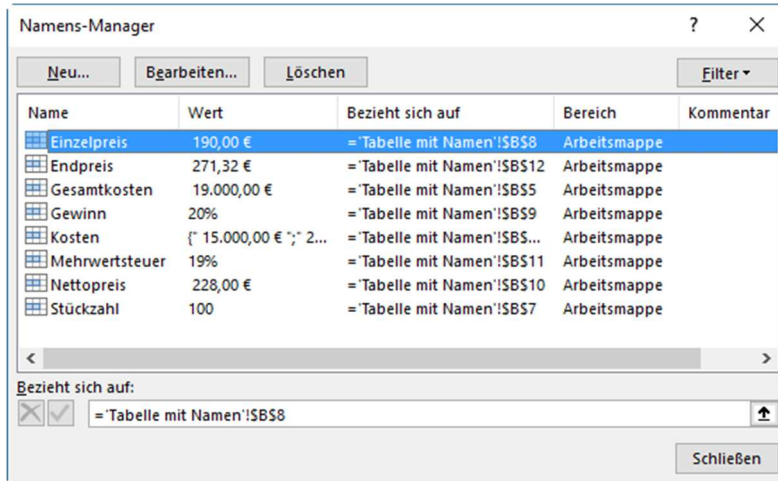 Namens-Manager ? ×
Neu... Bearbeiten... Löschen Filter
Name Wert Bezieht sich auf Bereich Kommentar
Einzelpreis 190,00 € ='Tabelle mit Namen'!$B$8 Arbeitsmappe
Endpreis 271,32 € ='Tabelle mit Namen'!$B$12 Arbeitsmappe
Gesamtkosten 19.000,00 € ='Tabelle mit Namen'!$B$5 Arbeitsmappe
Gewinn 20% ='Tabelle mit Namen'!$B$9 Arbeitsmappe
Kosten {" 15.000,00 € ";" 2... ='Tabelle mit Namen'!$B$... Arbeitsmappe
Mehrwertsteuer 19% ='Tabelle mit Namen'!$B$11 Arbeitsmappe
Nettopreis 228,00 € ='Tabelle mit Namen'!$B$10 Arbeitsmappe
Stückzahl 100 ='Tabelle mit Namen'!$B$7 Arbeitsmappe
Bezieht sich auf:
='Tabelle mit Namen'!$B$8
Schließen